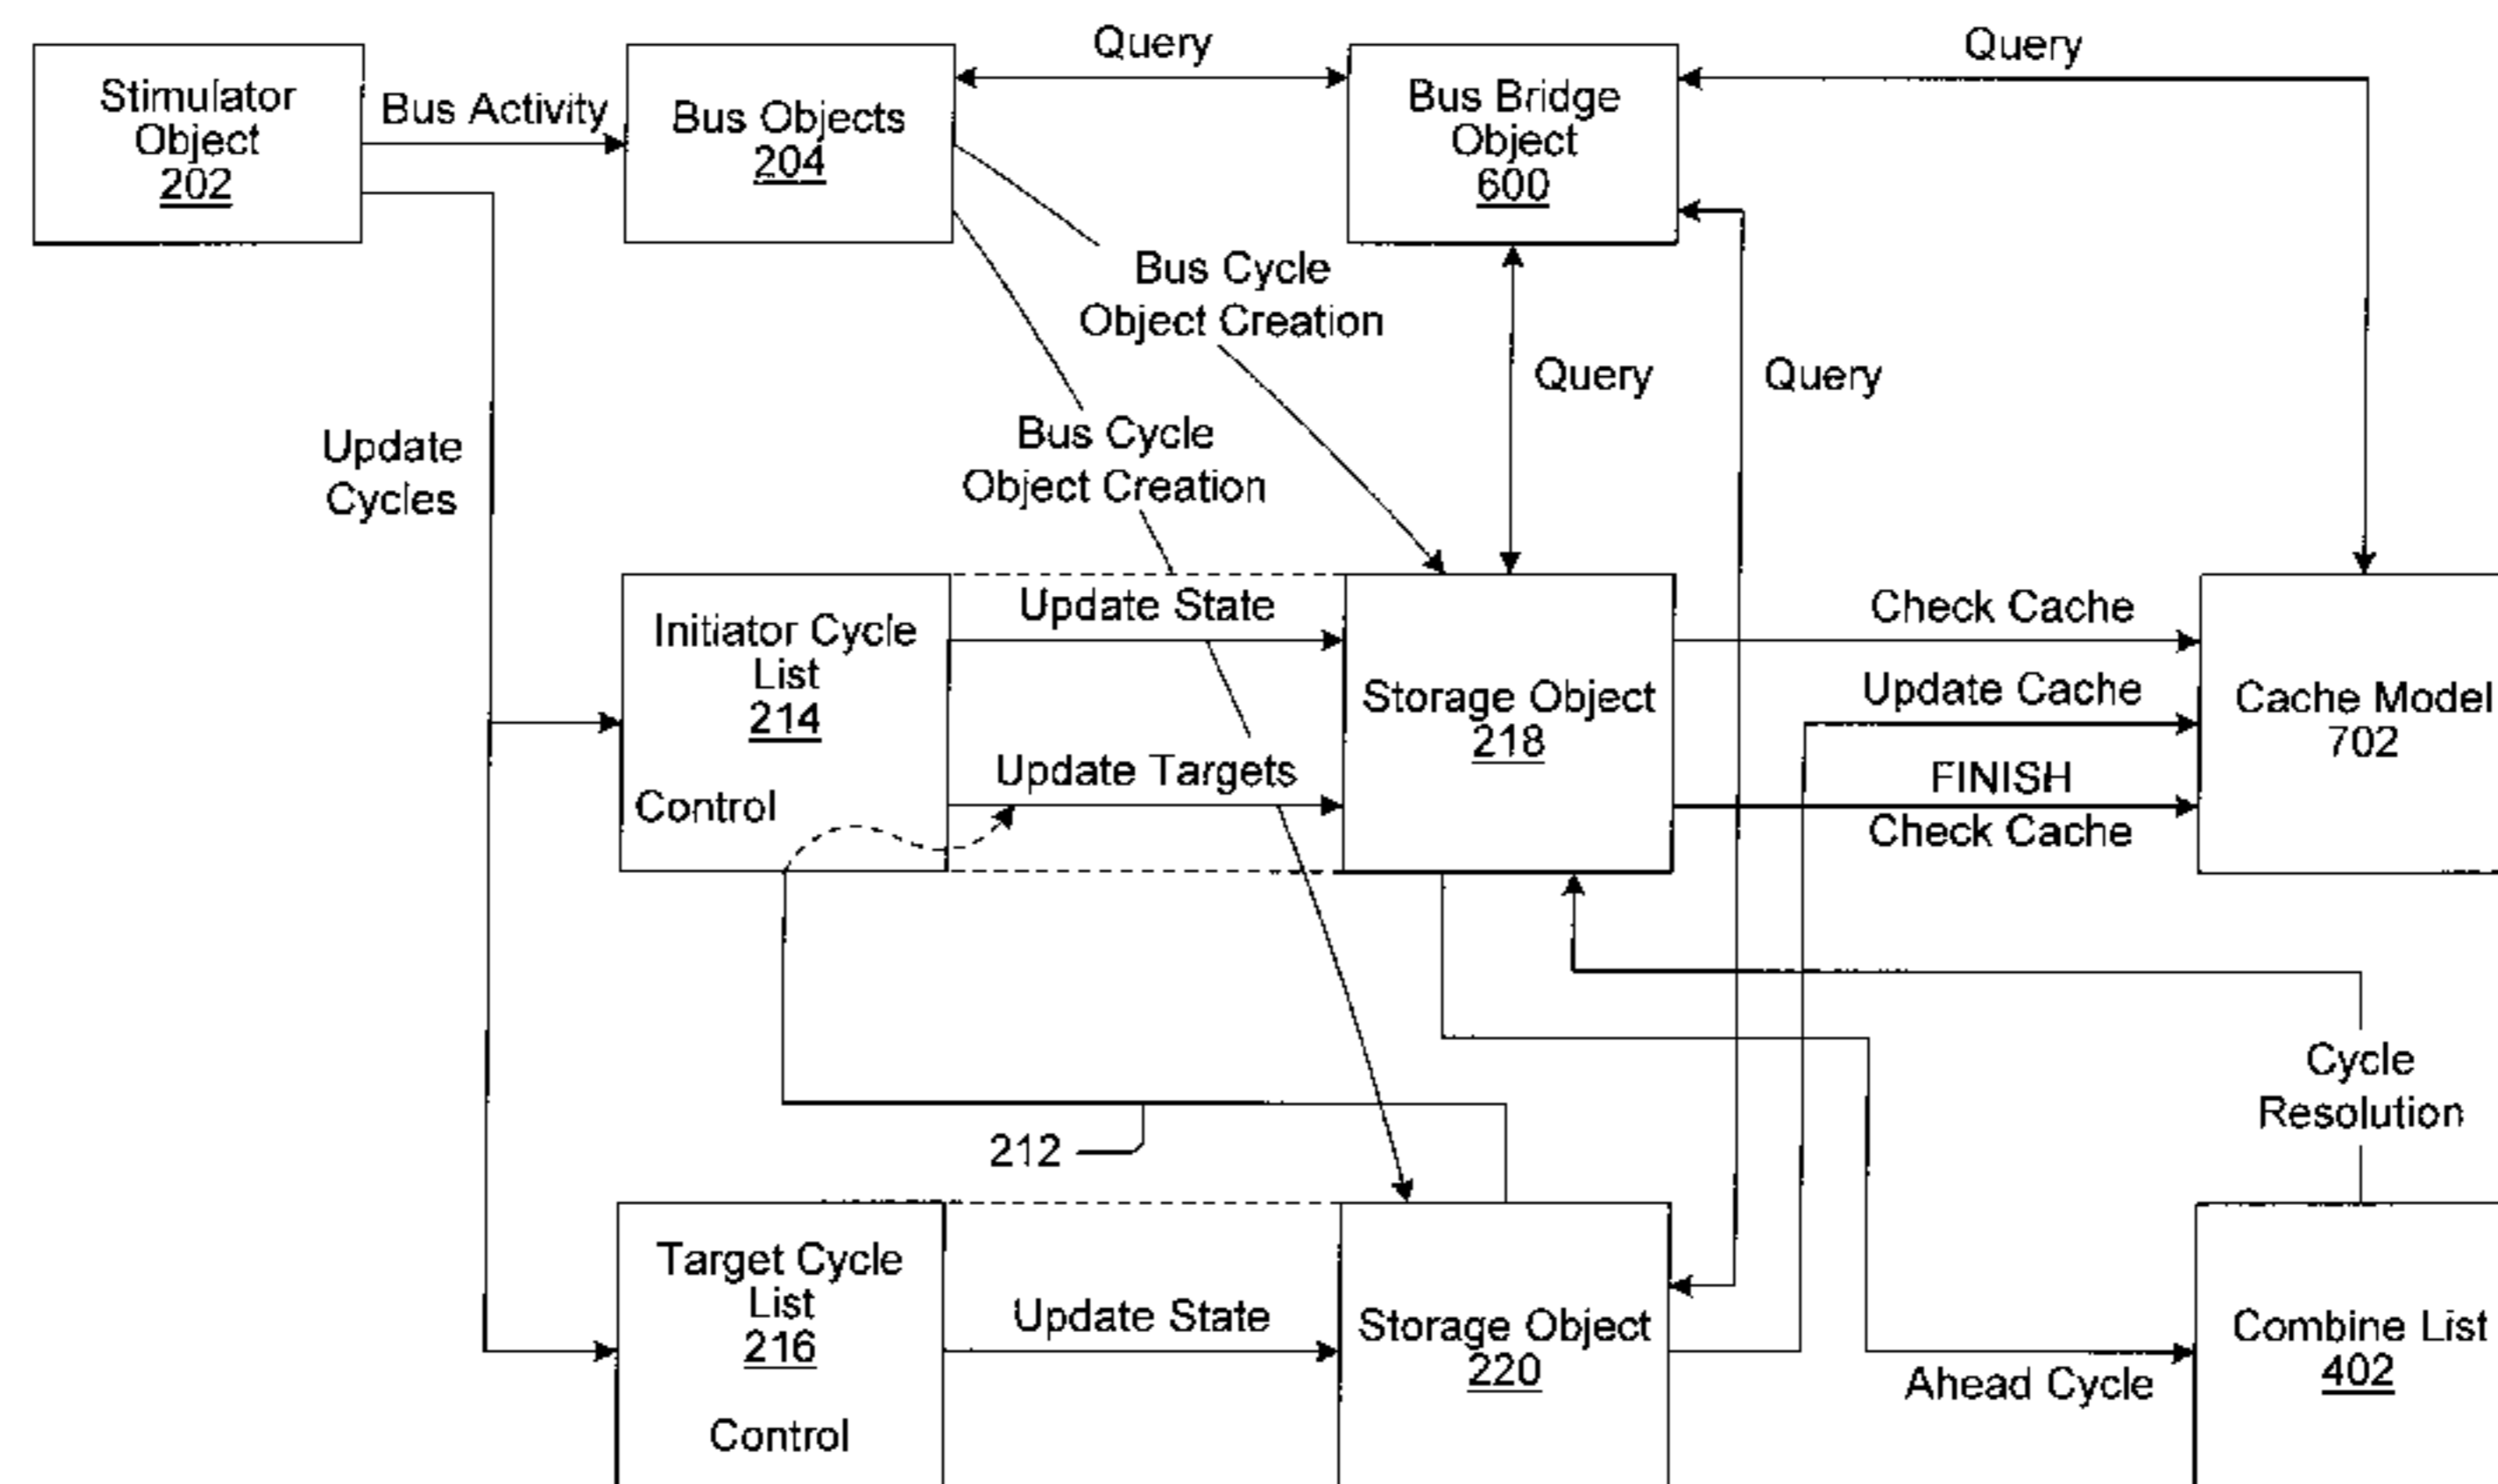 Query
Query
Stimulator
Object
202
Bus Activity
Bus Objects
204
Bus Bridge
Object
600
Bus Cycle
Object Creation
Query
Query
Bus Cycle
Object Creation
Update
Cycles
Initiator Cycle
List
214
Control
Update State
Update Targets
Storage Object
218
Check Cache
Update Cache
FINISH
Check Cache
Cache Model
702
Cycle
Resolution
212
Target Cycle
List
216
Control
Update State
Storage Object
220
Ahead Cycle
Combine List
402